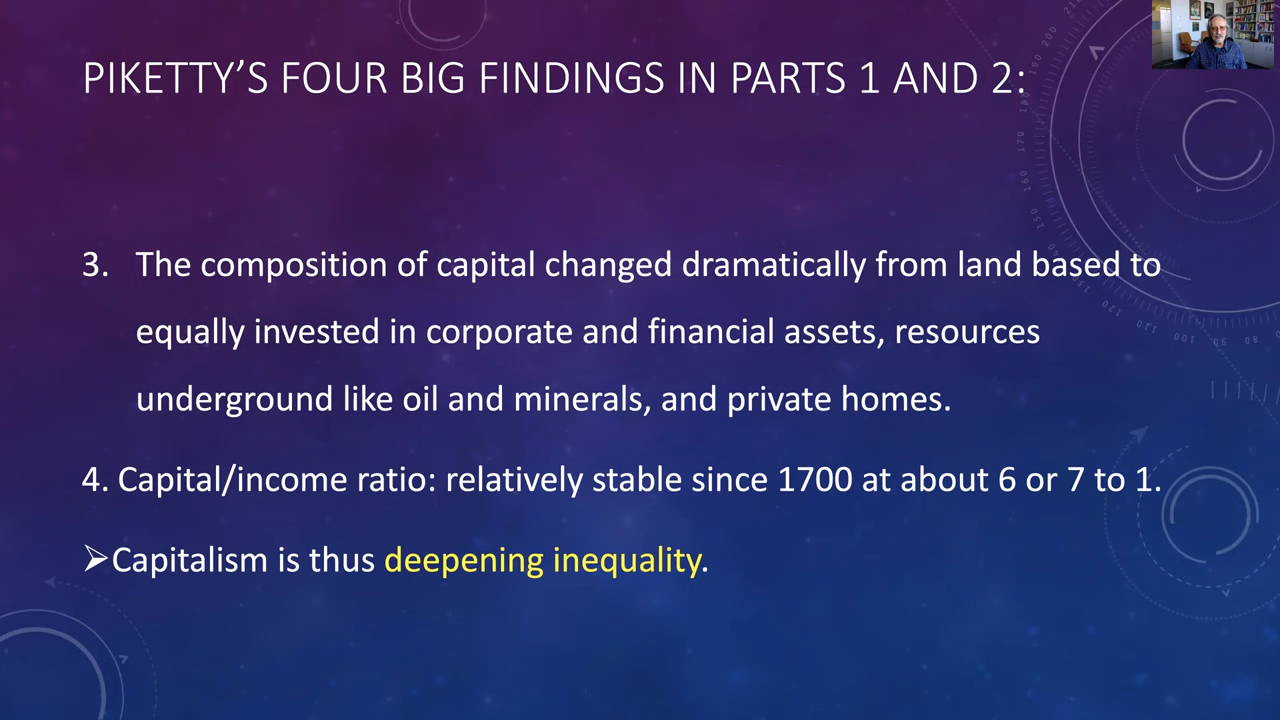 PIKETTY’S FOUR BIG FINDINGS IN PARTS 1 AND 2:
3. The composition of capital changed dramatically from land based to
equally invested in corporate and financial assets, resources
underground like oil and minerals, and private homes.
4. Capital/income ratio: relatively stable since 1700 at about 6 or 7 to 1.
➢Capitalism is thus deepening inequality.